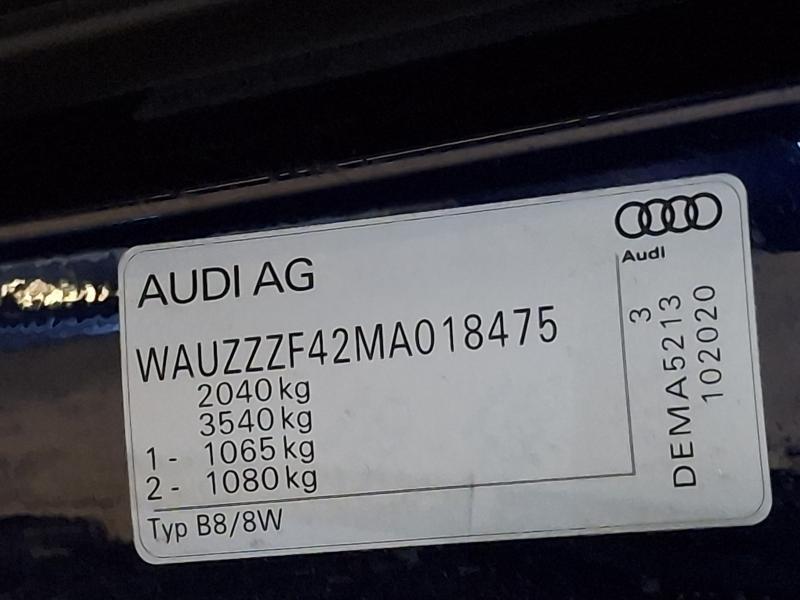 AUDI AG
Audi
WAUZZZF42MA018475
2040 kg
3540 kg
1 - 1065 kg
2 - 1080 kg
Typ B8/8W
3
DEMA5213
102020